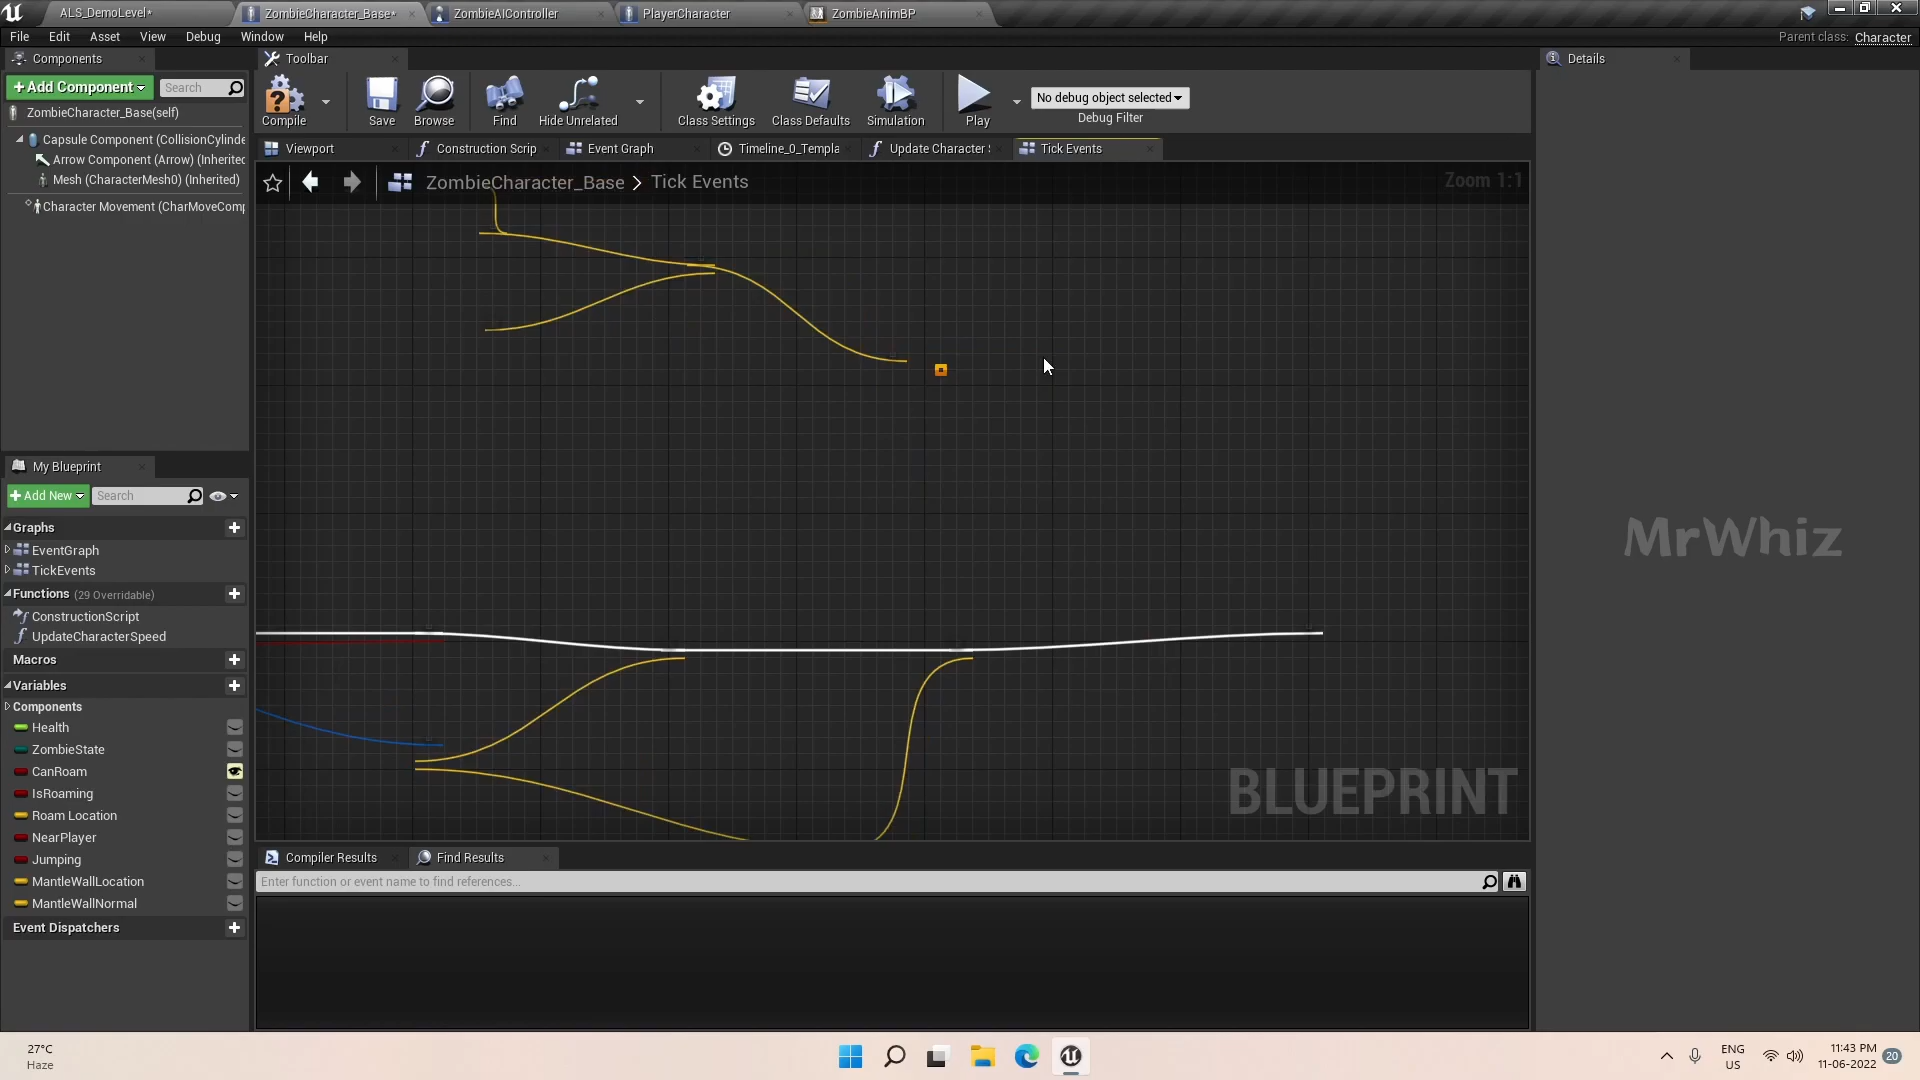 ALS_DemoLevel*
ZombieCharacter_Base*
ZombieAIController
PlayerCharacter
ZombieAnimBP
File Edit Asset View Debug Window Help
Parent class: Character
Components
Toolbar
Details
+Add Component
Search
ZombieCharacter_Base(self)
Capsule Component (CollisionCylinde
Arrow Component (Arrow) (Inherited
Mesh (CharacterMesh0) (Inherited)
Character Movement (CharMoveComp
Compile
Save
Browse
Find
Hide Unrelated
Class Settings
Class Defaults
Simulation
Play
No debug object selected
Debug Filter
Viewport
Construction Scrip
Event Graph
Timeline_0_Templa
Update Character S
Tick Events
ZombieCharacter_Base > Tick Events
Zoom 1:1
My Blueprint
+Add New
Search
Graphs
EventGraph
TickEvents
Functions (29 Overridable)
ConstructionScript
UpdateCharacterSpeed
Macros
Variables
Components
Health
ZombieState
CanRoam
IsRoaming
Roam Location
NearPlayer
Jumping
MantleWallLocation
MantleWallNormal
Event Dispatchers
MrWhiz
BLUEPRINT
Compiler Results
Find Results
Enter function or event name to find references...
27°C
Haze
ENG
US
11:43 PM
11-06-2022
20